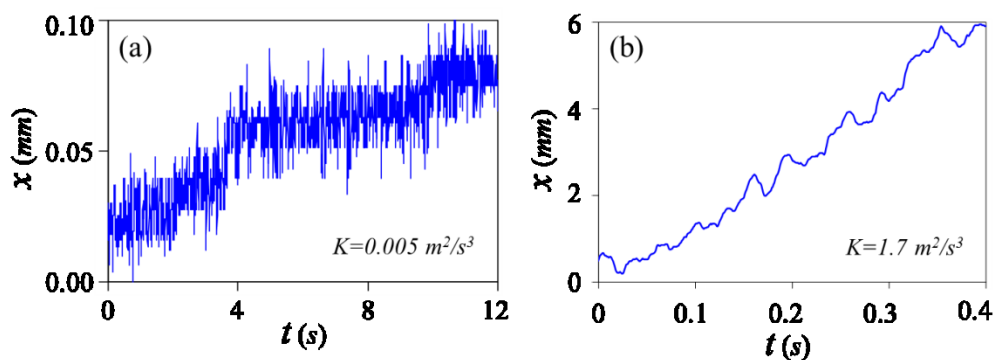 (a)
0.10
0.05
0.00
x (mm)
0 4 8 12
t (s)
K=0.005 m²/s³
(b)
6
4
2
0
x (mm)
0 0.1 0.2 0.3 0.4
t (s)
K=1.7 m²/s³